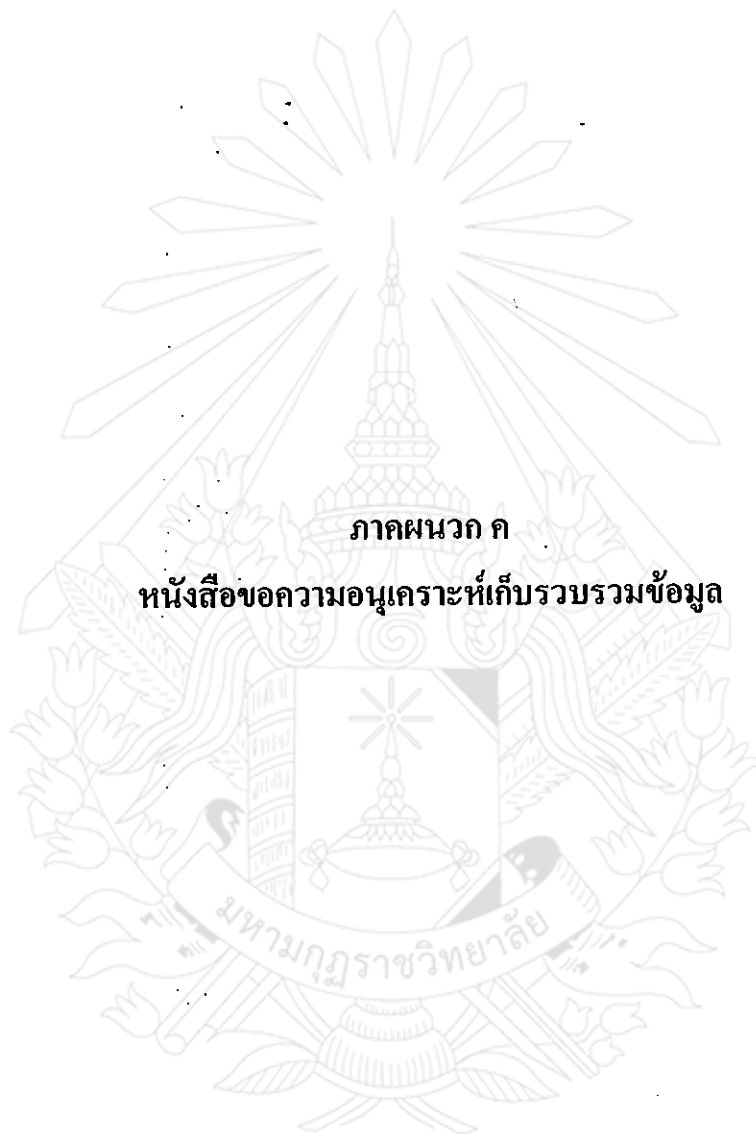 ภาคผนวก ค
หนังสือขอความอนุเคราะห์เก็บรวบรวมข้อมูล
มหามกุฏราชวิทยาลัย